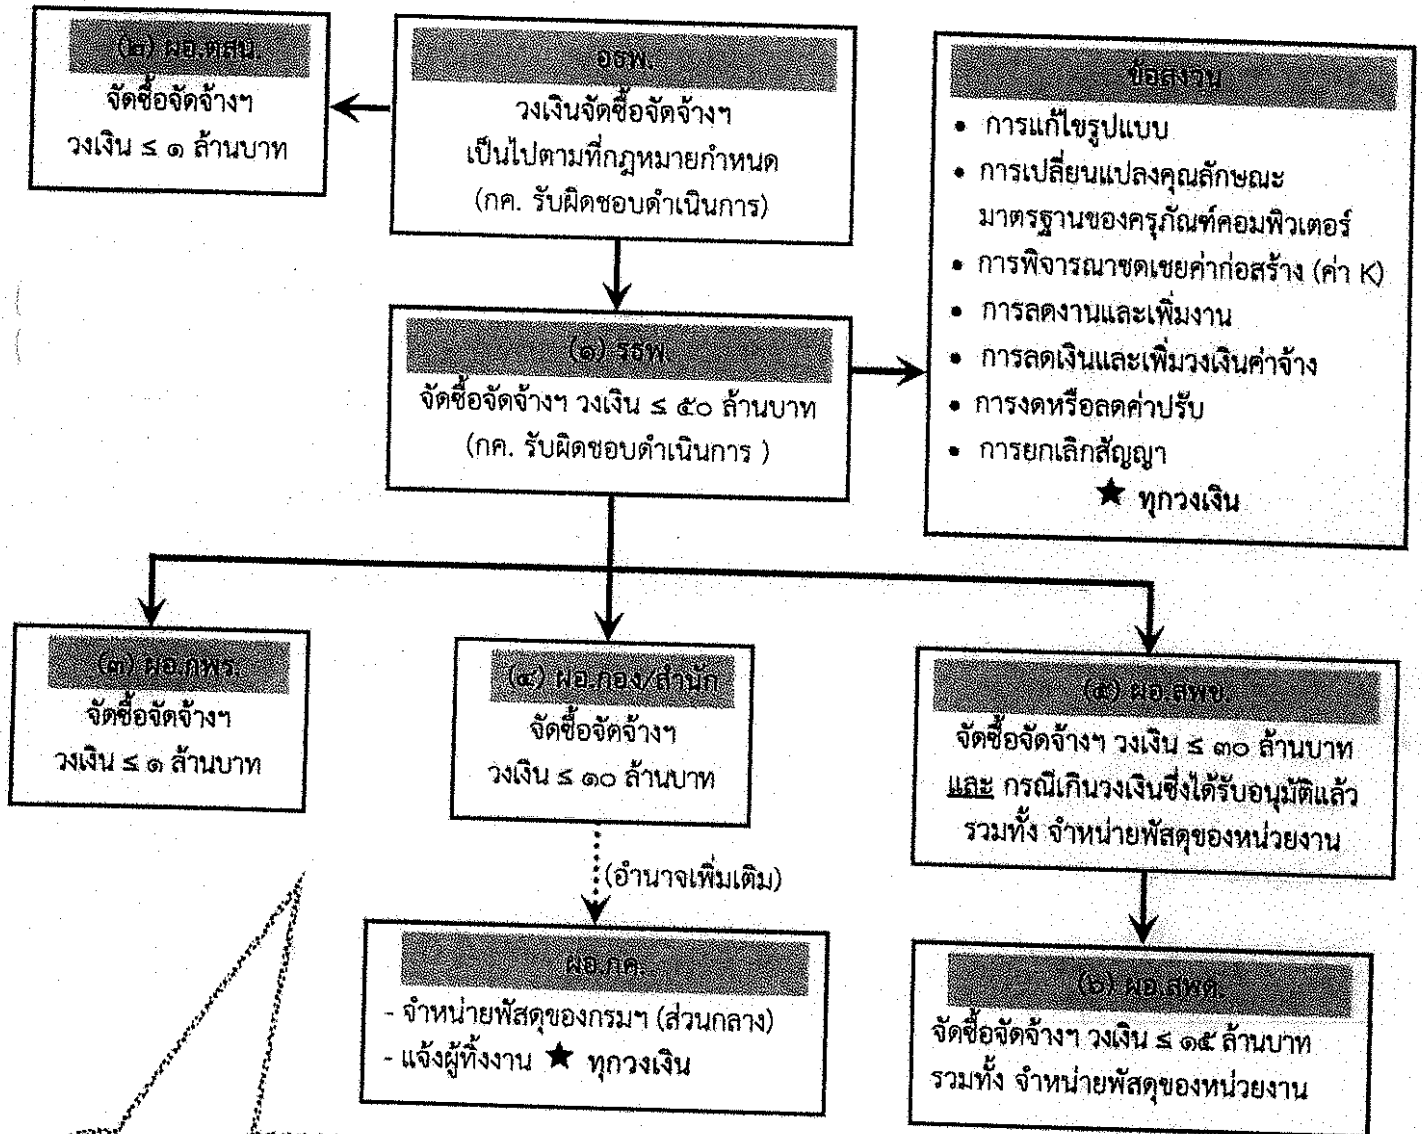 (๒) ผอ.ตสน.
จัดซื้อจัดจ้างฯ
วงเงิน ≤ ๑ ล้านบาท
อธพ.
วงเงินจัดซื้อจัดจ้างฯ
เป็นไปตามที่กฎหมายกำหนด
(กค. รับผิดชอบดำเนินการ)
ข้อสงวน
• การแก้ไขรูปแบบ
• การเปลี่ยนแปลงคุณลักษณะ
มาตรฐานของครุภัณฑ์คอมพิวเตอร์
• การพิจารณาชดเชยค่าก่อสร้าง (ค่า K)
• การลดงานและเพิ่มงาน
• การลดเงินและเพิ่มวงเงินค่าจ้าง
• การงดหรือลดค่าปรับ
• การยกเลิกสัญญา
★ ทุกวงเงิน
(๑) รธพ.
จัดซื้อจัดจ้างฯ วงเงิน ≤ ๕๐ ล้านบาท
(กค. รับผิดชอบดำเนินการ )
(๓) ผอ.กพร.
จัดซื้อจัดจ้างฯ
วงเงิน ≤ ๑ ล้านบาท
(๔) ผอ.กอง/สำนัก
จัดซื้อจัดจ้างฯ
วงเงิน ≤ ๑๐ ล้านบาท
(๕) ผอ.สพข.
จัดซื้อจัดจ้างฯ วงเงิน ≤ ๓๐ ล้านบาท
และ กรณีเกินวงเงินซึ่งได้รับอนุมัติแล้ว
รวมทั้ง จำหน่ายพัสดุของหน่วยงาน
(อำนาจเพิ่มเติม)
ผอ.กค.
- จำหน่ายพัสดุของกรมฯ (ส่วนกลาง)
- แจ้งผู้ทิ้งงาน ★ ทุกวงเงิน
(๖) ผอ.สพด.
จัดซื้อจัดจ้างฯ วงเงิน ≤ ๑๕ ล้านบาท
รวมทั้ง จำหน่ายพัสดุของหน่วยงาน